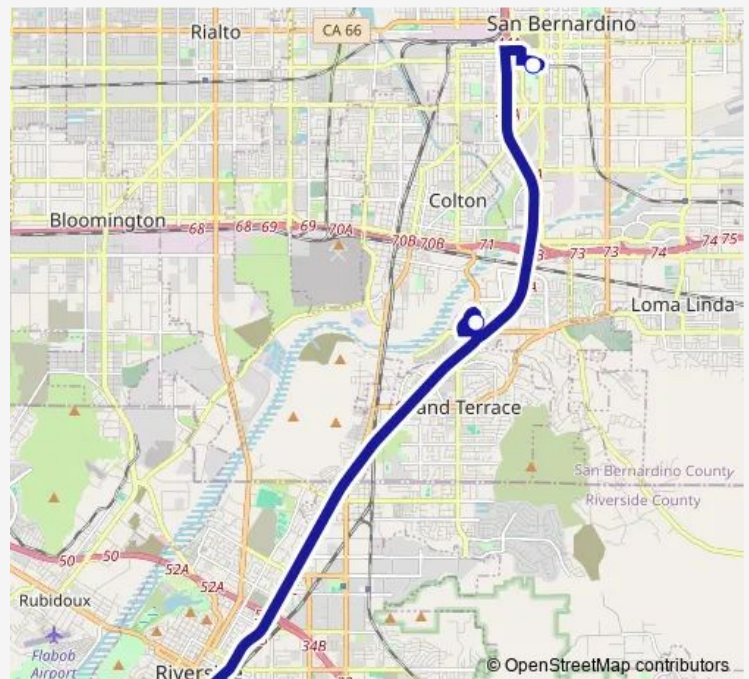 San Bernardino
Rialto
CA 66
Colton
Bloomington
68 68 69 69 70A
70B 70B 71 73 73 74 74 75
Loma Linda
and Terrace
San Bernardino County
Riverside County
50 50
52A
52A
Rubidoux
34B
Flabob
Airport
© OpenStreetMap contributors